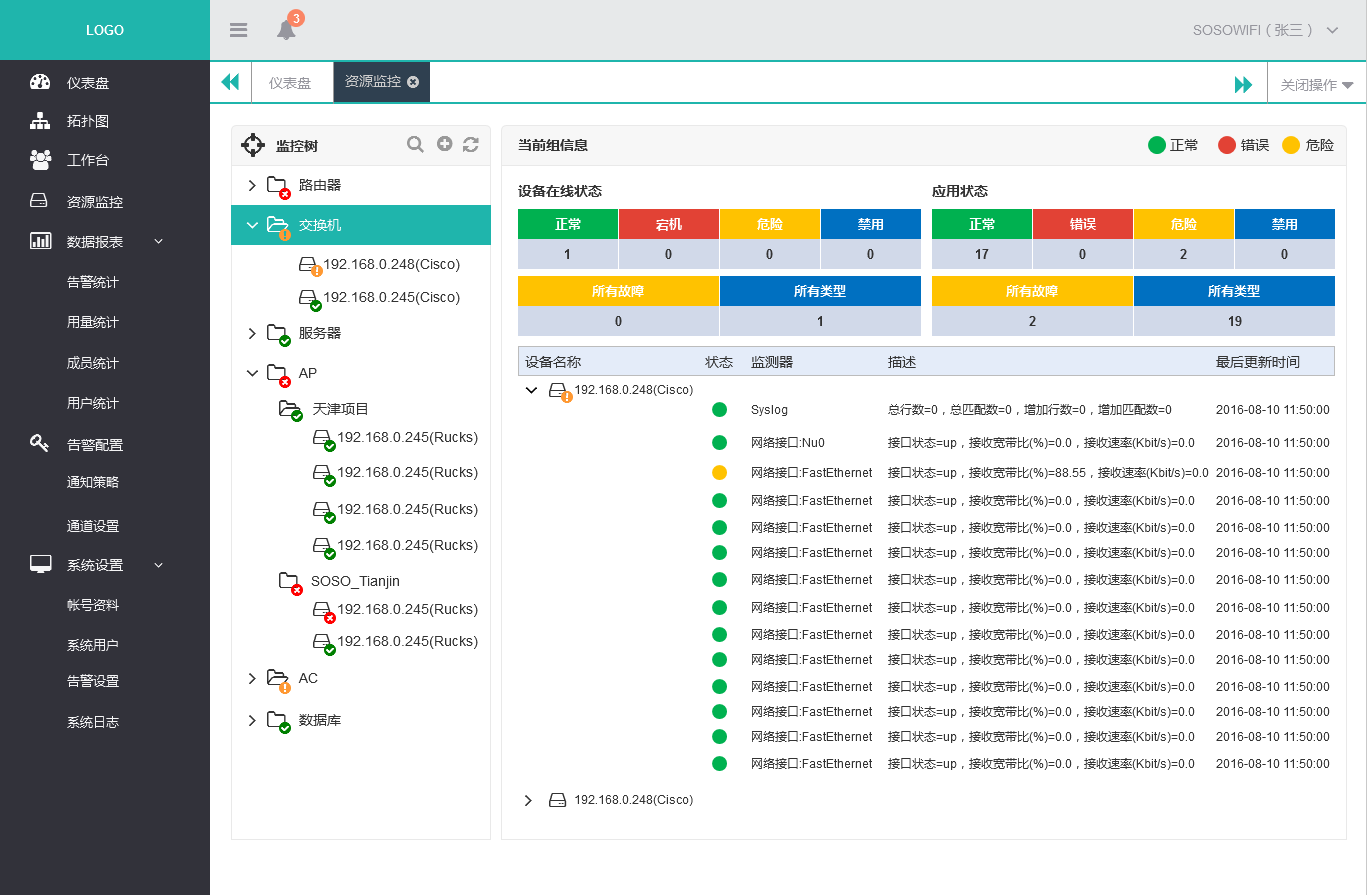 LOGO
3
SOSOWIFI ( 张三 )
仪表盘
拓扑图
工作台
资源监控
数据报表
告警统计
用量统计
成员统计
用户统计
告警配置
通知策略
通道设置
系统设置
帐号资料
系统用户
告警设置
系统日志
仪表盘 资源监控 关闭操作
监控树
路由器
交换机
192.168.0.248(Cisco)
192.168.0.245(Cisco)
服务器
AP
天津项目
192.168.0.245(Rucks)
192.168.0.245(Rucks)
192.168.0.245(Rucks)
192.168.0.245(Rucks)
SOSO_Tianjin
192.168.0.245(Rucks)
192.168.0.245(Rucks)
AC
数据库
当前组信息 正常 错误 危险
设备在线状态
正常 宕机 危险 禁用
1 0 0 0
所有故障 所有类型
0 1
应用状态
正常 错误 危险 禁用
17 0 2 0
所有故障 所有类型
2 19
设备名称 状态 监测器 描述 最后更新时间
192.168.0.248(Cisco)
Syslog 总行数=0，总匹配数=0，增加行数=0，增加匹配数=0 2016-08-10 11:50:00
网络接口:Nu0 接口状态=up，接收宽带比(%)=0.0，接收速率(Kbit/s)=0.0 2016-08-10 11:50:00
网络接口:FastEthernet 接口状态=up，接收宽带比(%)=88.55，接收速率(Kbit/s)=0.0 2016-08-10 11:50:00
网络接口:FastEthernet 接口状态=up，接收宽带比(%)=0.0，接收速率(Kbit/s)=0.0 2016-08-10 11:50:00
网络接口:FastEthernet 接口状态=up，接收宽带比(%)=0.0，接收速率(Kbit/s)=0.0 2016-08-10 11:50:00
网络接口:FastEthernet 接口状态=up，接收宽带比(%)=0.0，接收速率(Kbit/s)=0.0 2016-08-10 11:50:00
网络接口:FastEthernet 接口状态=up，接收宽带比(%)=0.0，接收速率(Kbit/s)=0.0 2016-08-10 11:50:00
网络接口:FastEthernet 接口状态=up，接收宽带比(%)=0.0，接收速率(Kbit/s)=0.0 2016-08-10 11:50:00
网络接口:FastEthernet 接口状态=up，接收宽带比(%)=0.0，接收速率(Kbit/s)=0.0 2016-08-10 11:50:00
网络接口:FastEthernet 接口状态=up，接收宽带比(%)=0.0，接收速率(Kbit/s)=0.0 2016-08-10 11:50:00
网络接口:FastEthernet 接口状态=up，接收宽带比(%)=0.0，接收速率(Kbit/s)=0.0 2016-08-10 11:50:00
网络接口:FastEthernet 接口状态=up，接收宽带比(%)=0.0，接收速率(Kbit/s)=0.0 2016-08-10 11:50:00
网络接口:FastEthernet 接口状态=up，接收宽带比(%)=0.0，接收速率(Kbit/s)=0.0 2016-08-10 11:50:00
网络接口:FastEthernet 接口状态=up，接收宽带比(%)=0.0，接收速率(Kbit/s)=0.0 2016-08-10 11:50:00
192.168.0.248(Cisco)